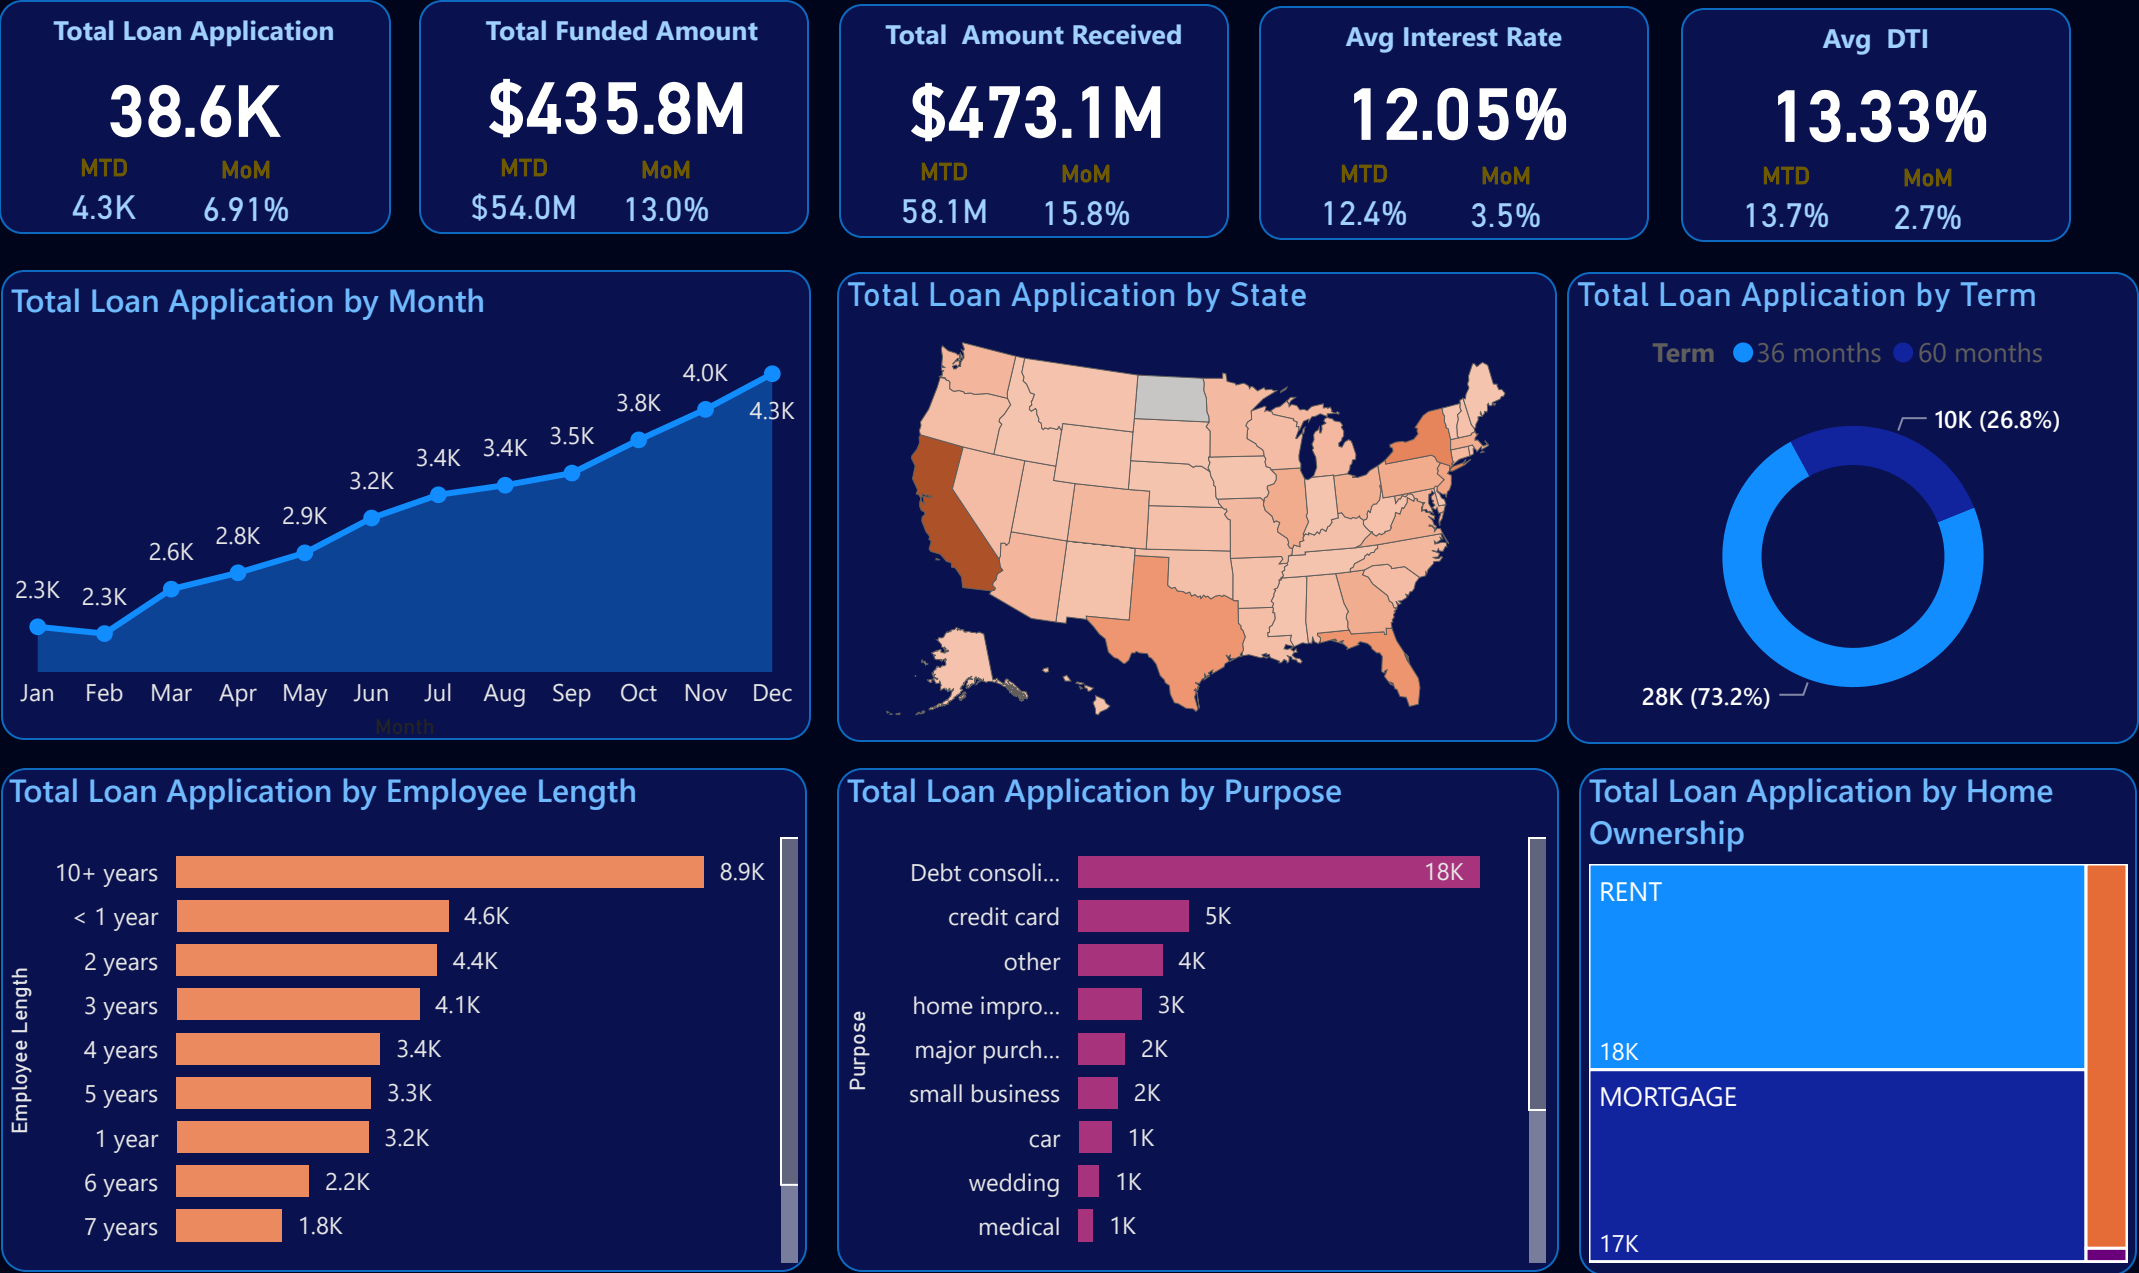 Total Loan Application
38.6K
MTD MoM
4.3K 6.91%
Total Funded Amount
$435.8M
MTD MoM
$54.0M 13.0%
Total Amount Received
$473.1M
MTD MoM
58.1M 15.8%
Avg Interest Rate
12.05%
MTD MoM
12.4% 3.5%
Avg DTI
13.33%
MTD MoM
13.7% 2.7%
Total Loan Application by Month
2.3K
2.3K
2.6K
2.8K
2.9K
3.2K
3.4K
3.4K
3.5K
3.8K
4.0K
4.3K
Jan Feb Mar Apr May Jun Jul Aug Sep Oct Nov Dec
Month
Total Loan Application by State
Total Loan Application by Term
Term 36 months 60 months
10K (26.8%)
28K (73.2%)
Total Loan Application by Employee Length
Employee Length
10+ years 8.9K
< 1 year 4.6K
2 years 4.4K
3 years 4.1K
4 years 3.4K
5 years 3.3K
1 year 3.2K
6 years 2.2K
7 years 1.8K
Total Loan Application by Purpose
Purpose
Debt consoli... 18K
credit card 5K
other 4K
home impro... 3K
major purch... 2K
small business 2K
car 1K
wedding 1K
medical 1K
Total Loan Application by Home
Ownership
RENT
18K
MORTGAGE
17K